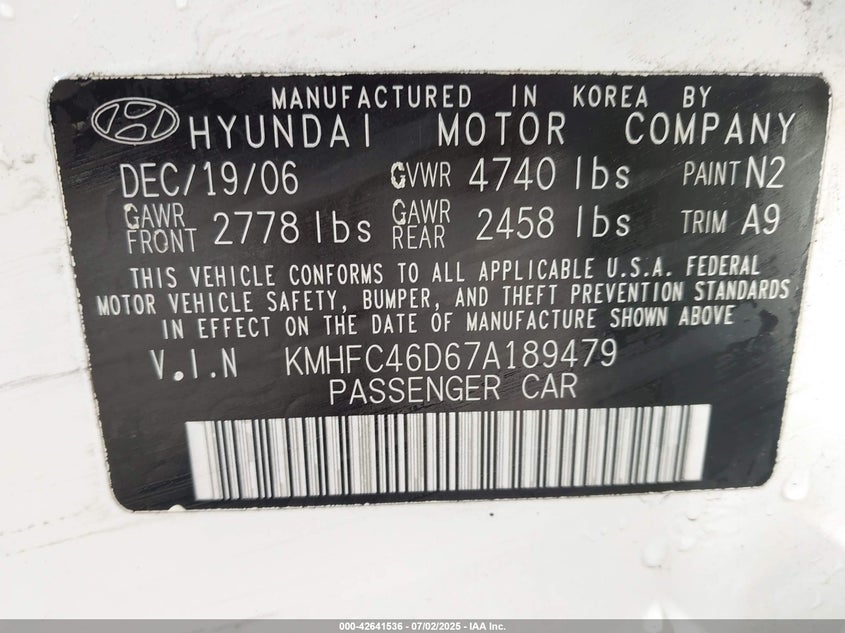 MANUFACTURED IN KOREA BY
HYUNDAI MOTOR COMPANY
DEC/19/06 GVWR 4740 lbs PAINT N2
GAWR FRONT 2778 lbs GAWR REAR 2458 lbs TRIM A9
THIS VEHICLE CONFORMS TO ALL APPLICABLE U.S.A. FEDERAL
MOTOR VEHICLE SAFETY, BUMPER, AND THEFT PREVENTION STANDARDS
IN EFFECT ON THE DATE OF MANUFACTURE SHOWN ABOVE
V.I.N KMHFC46D67A189479
PASSENGER CAR
000-42641536 - 07/02/2025 - IAA Inc.